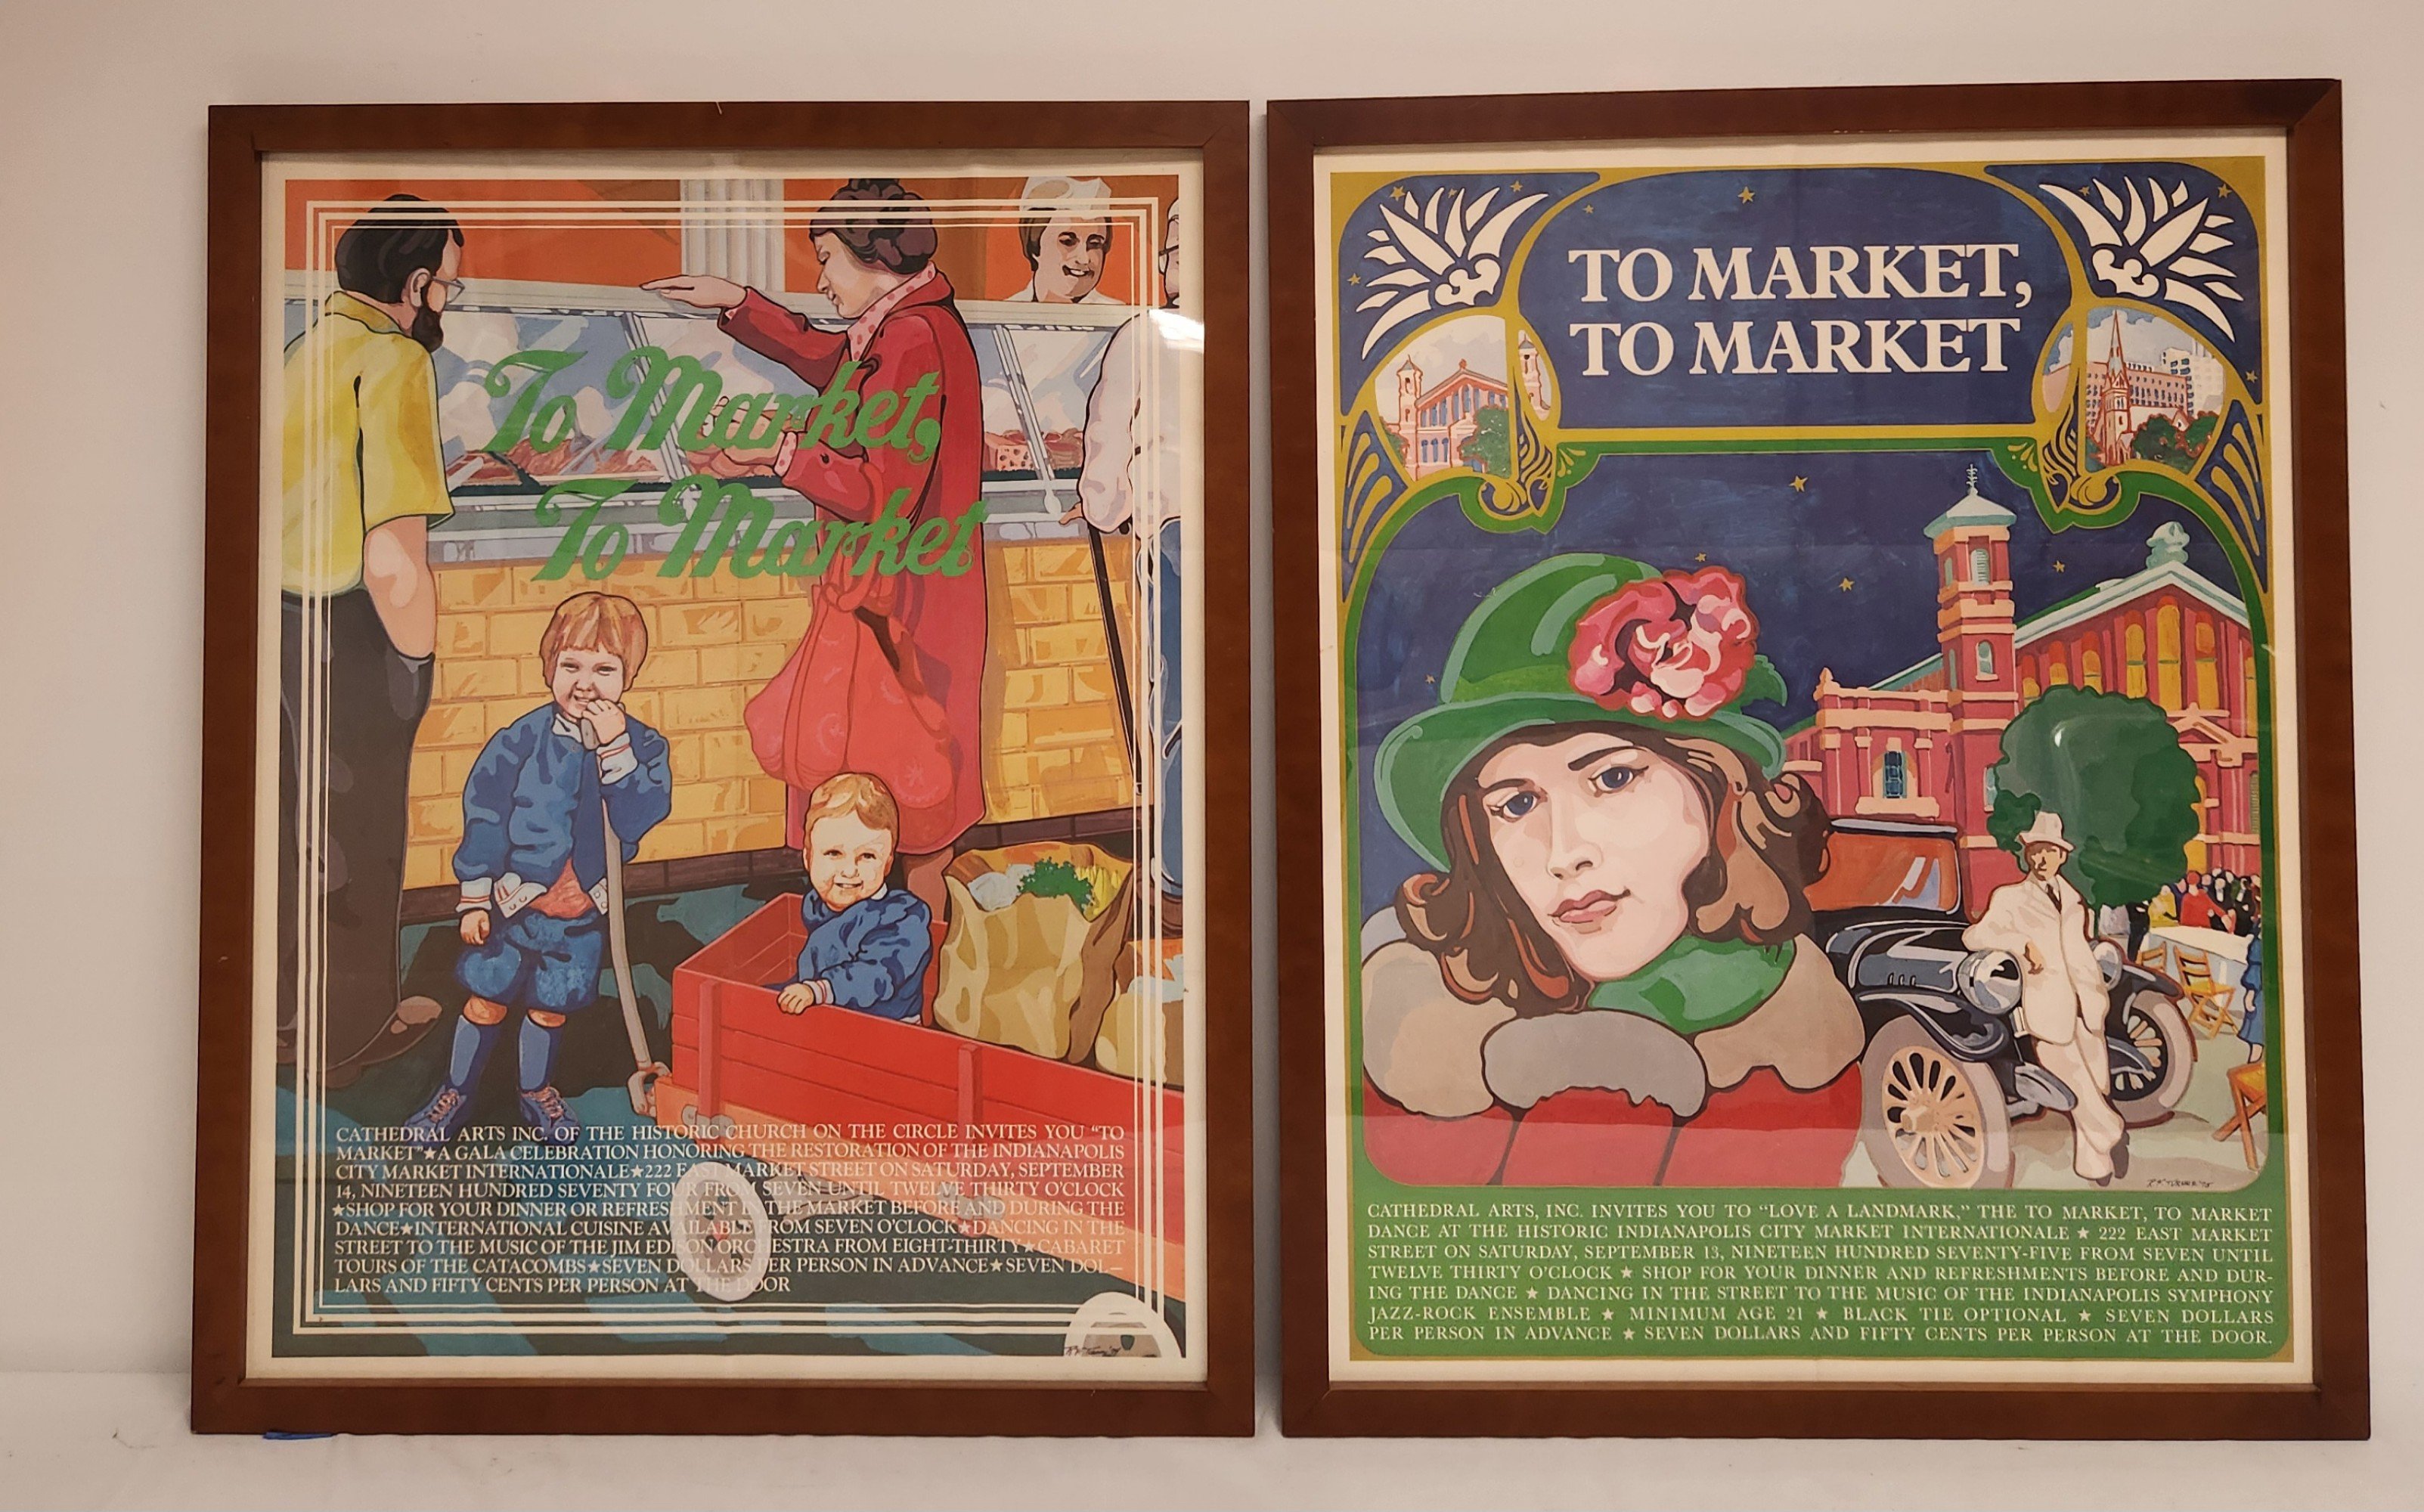 To Market,
To Market
CATHEDRAL ARTS INC. OF THE HISTORIC CHURCH ON THE CIRCLE INVITES YOU "TO
MARKET"★A GALA CELEBRATION HONORING THE RESTORATION OF THE INDIANAPOLIS
CITY MARKET INTERNATIONALE★222 EAST MARKET STREET ON SATURDAY, SEPTEMBER
14, NINETEEN HUNDRED SEVENTY FOUR FROM SEVEN UNTIL TWELVE THIRTY O'CLOCK
★SHOP FOR YOUR DINNER OR REFRESHMENT IN THE MARKET BEFORE AND DURING THE
DANCE★INTERNATIONAL CUISINE AVAILABLE FROM SEVEN O'CLOCK★DANCING IN THE
STREET TO THE MUSIC OF THE JIM EDISON ORCHESTRA FROM EIGHT-THIRTY★CABARET
TOURS OF THE CATACOMBS★SEVEN DOLLARS PER PERSON IN ADVANCE★SEVEN DOL-
LARS AND FIFTY CENTS PER PERSON AT THE DOOR
TO MARKET,
TO MARKET
CATHEDRAL ARTS, INC. INVITES YOU TO "LOVE A LANDMARK," THE TO MARKET, TO MARKET
DANCE AT THE HISTORIC INDIANAPOLIS CITY MARKET INTERNATIONALE ★ 222 EAST MARKET
STREET ON SATURDAY, SEPTEMBER 13, NINETEEN HUNDRED SEVENTY-FIVE FROM SEVEN UNTIL
TWELVE THIRTY O'CLOCK ★ SHOP FOR YOUR DINNER AND REFRESHMENTS BEFORE AND DUR-
ING THE DANCE ★ DANCING IN THE STREET TO THE MUSIC OF THE INDIANAPOLIS SYMPHONY
JAZZ-ROCK ENSEMBLE ★ MINIMUM AGE 21 ★ BLACK TIE OPTIONAL ★ SEVEN DOLLARS
PER PERSON IN ADVANCE ★ SEVEN DOLLARS AND FIFTY CENTS PER PERSON AT THE DOOR.